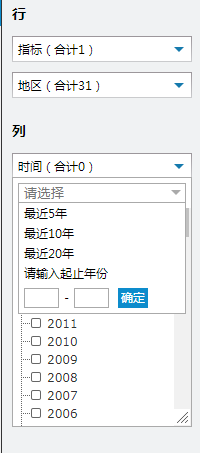 行
指标（合计1）
地区（合计31）
列
时间（合计0）
请选择
最近5年
最近10年
最近20年
请输入起止年份
- 确定
2011
2010
2009
2008
2007
2006